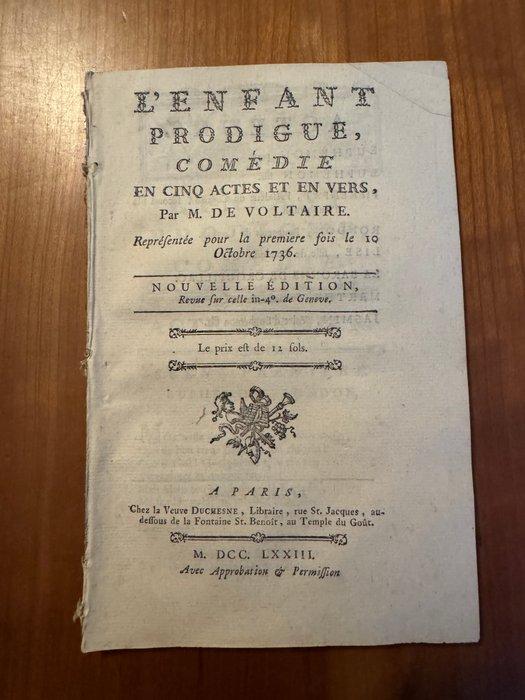 L'ENFANT
PRODIGUE,
COMÉDIE
EN CINQ ACTES ET EN VERS,
Par M. DE VOLTAIRE.
Repréſentée pour la premiere fois le 10
Octobre 1736.
NOUVELLE ÉDITION,
Revue ſur celle in-4º. de Geneve.
Le prix eſt de 12 ſols.
A PARIS,
Chez la Veuve DUCHESNE, Libraire, rue St. Jacques, au-
deſſous de la Fontaine St. Benoît, au Temple du Goût.
M. DCC. LXXIII.
Avec Approbation & Permiſſion